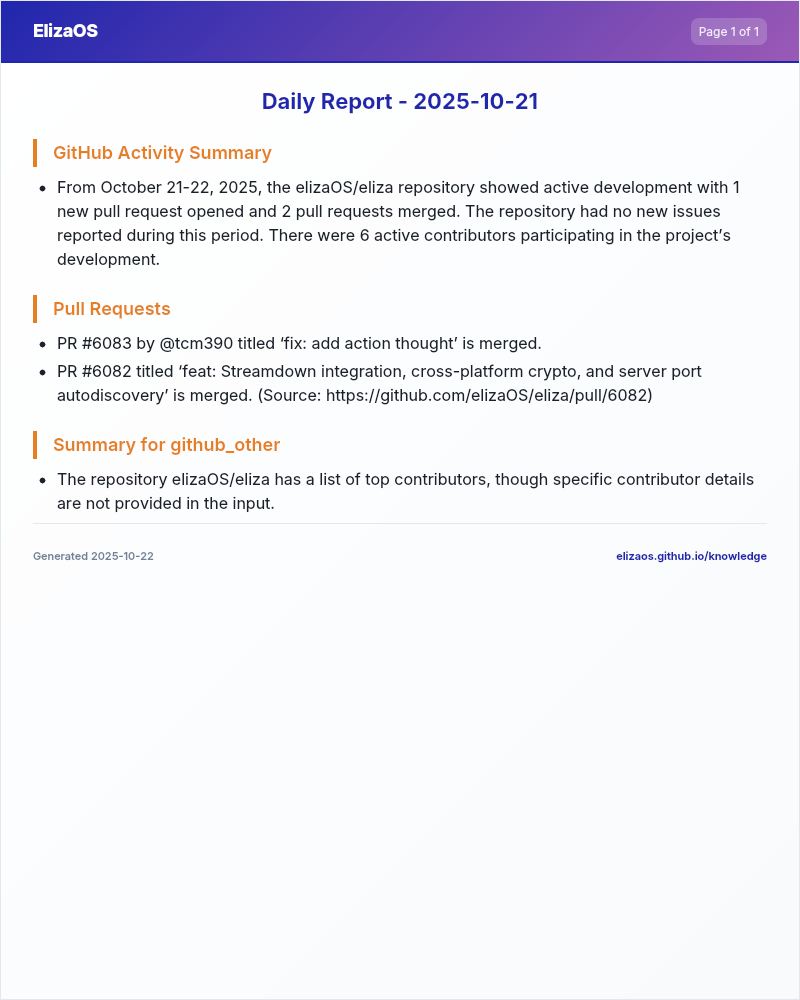 ElizaOS
Page 1 of 1
Daily Report - 2025-10-21
GitHub Activity Summary
• From October 21-22, 2025, the elizaOS/eliza repository showed active development with 1
new pull request opened and 2 pull requests merged. The repository had no new issues
reported during this period. There were 6 active contributors participating in the project’s
development.
Pull Requests
• PR #6083 by @tcm390 titled ‘fix: add action thought’ is merged.
• PR #6082 titled ‘feat: Streamdown integration, cross-platform crypto, and server port
autodiscovery’ is merged. (Source: https://github.com/elizaOS/eliza/pull/6082)
Summary for github_other
• The repository elizaOS/eliza has a list of top contributors, though specific contributor details
are not provided in the input.
Generated 2025-10-22
elizaos.github.io/knowledge